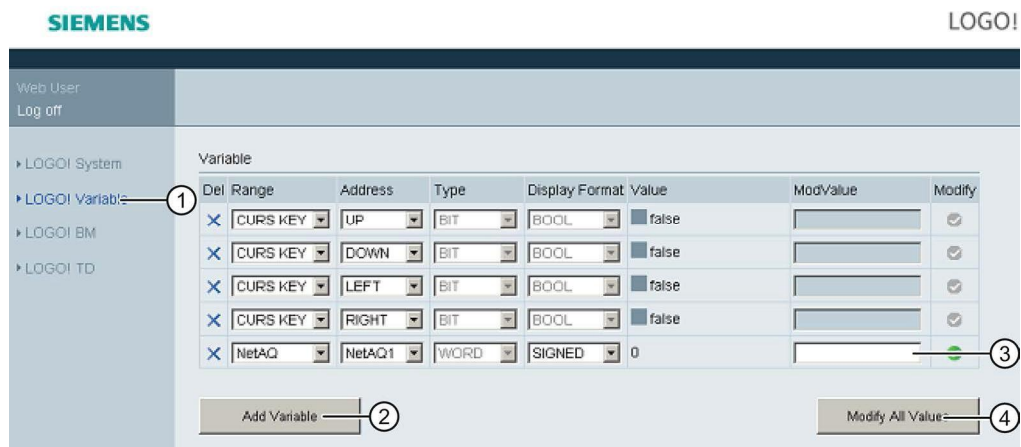 SIEMENS
LOGO!
Web User
Log off
LOGO! System
LOGO! Variable
LOGO! BM
LOGO! TD
1
Variable
Del Range Address Type Display Format Value ModValue Modify
CURS KEY UP BIT BOOL false
CURS KEY DOWN BIT BOOL false
CURS KEY LEFT BIT BOOL false
CURS KEY RIGHT BIT BOOL false
NetAQ NetAQ1 WORD SIGNED 0
3
Add Variable 2
Modify All Values 4